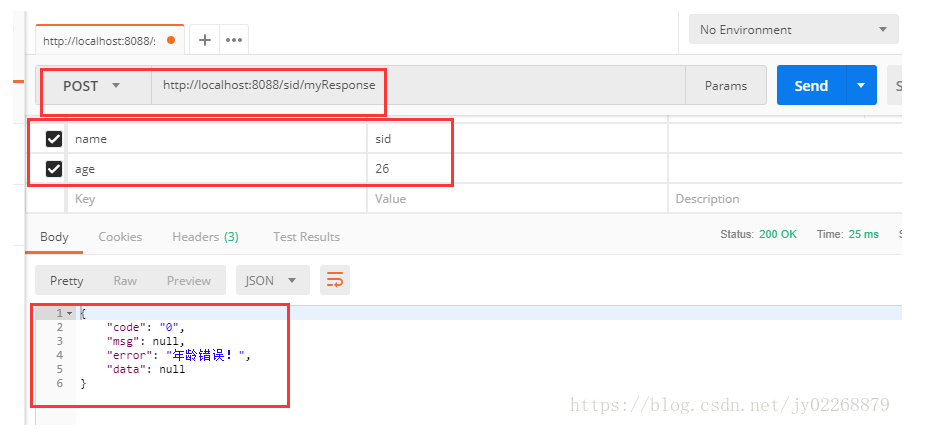 http://localhost:8088/s
No Environment
POST http://localhost:8088/sid/myResponse Params Send S
name sid
age 26
Key Value Description
Body Cookies Headers (3) Test Results Status: 200 OK Time: 25 ms S
Pretty Raw Preview JSON
1 {
2 "code": "0",
3 "msg": null,
4 "error": "年龄错误！",
5 "data": null
6 }
https://blog.csdn.net/jy02268879